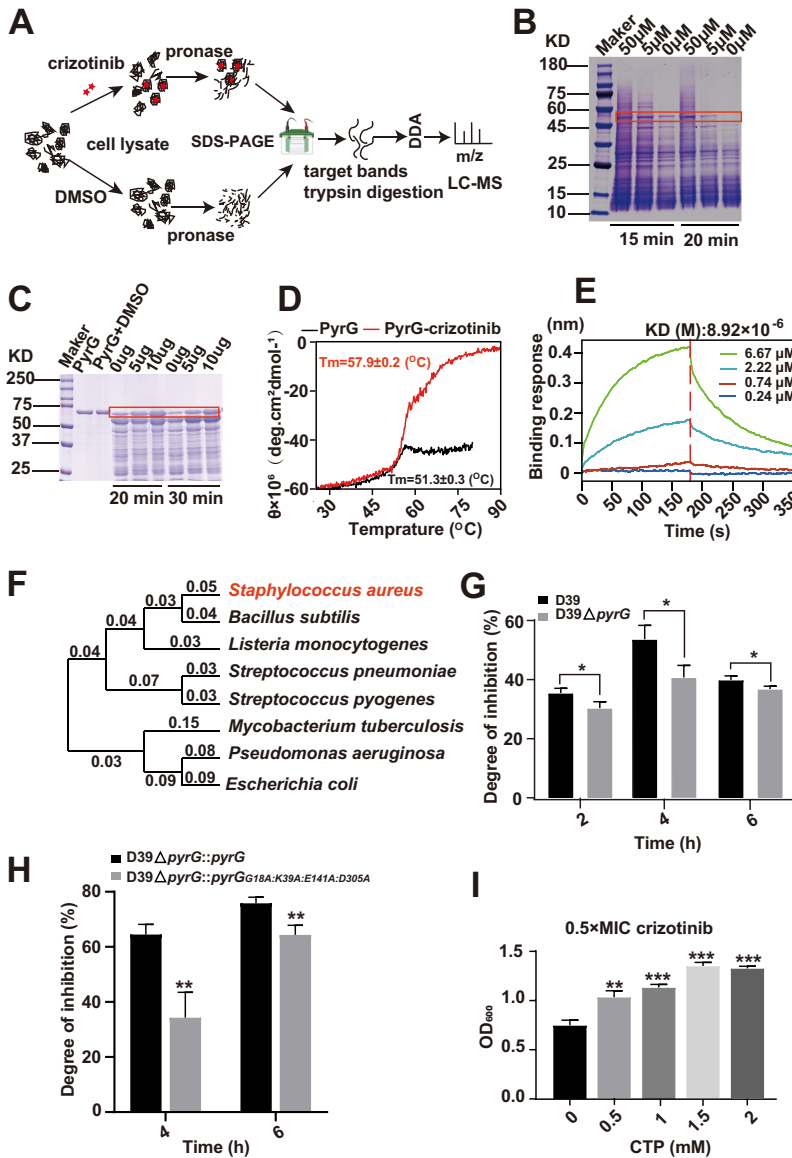 A
crizotinib
pronase
cell lysate
DMSO
pronase
SDS-PAGE
target bands
trypsin digestion
DDA
m/z
LC-MS
B
KD
Maker
50μM
5μM
0μM
50μM
5μM
0μM
180
75
60
45
25
15
10
15 min
20 min
C
KD
Maker
PyrG
PyrG+DMSO
0ug
5ug
10ug
0ug
5ug
10ug
250
75
50
37
25
20 min
30 min
D
PyrG
PyrG-crizotinib
Tm=57.9±0.2 (°C)
Tm=51.3±0.3 (°C)
θ×10⁶ ( deg.cm²dmol-¹)
0
-20
-40
-60
30
45
60
75
90
Temprature (°C)
E
(nm)
KD (M):8.92×10⁻⁶
6.67 μM
2.22 μM
0.74 μM
0.24 μM
Binding response
0.4
0.3
0.2
0.1
0
0
50
100
150
200
250
300
350
Time (s)
F
0.05
Staphylococcus aureus
0.03
0.04
Bacillus subtilis
0.04
0.03
Listeria monocytogenes
0.04
0.03
Streptococcus pneumoniae
0.07
0.03
Streptococcus pyogenes
0.15
Mycobacterium tuberculosis
0.03
0.08
Pseudomonas aeruginosa
0.09
0.09
Escherichia coli
G
D39
D39△pyrG
Degree of inhibition (%)
60
40
20
0
*
*
*
2
4
6
Time (h)
H
D39△pyrG::pyrG
D39△pyrG::pyrG G18A:K39A:E141A:D305A
Degree of inhibition (%)
80
60
40
20
0
**
**
4
6
Time (h)
I
0.5×MIC crizotinib
OD₆₀₀
1.5
1.0
0.5
0.0
**
***
***
***
0
0.5
1
1.5
2
CTP (mM)